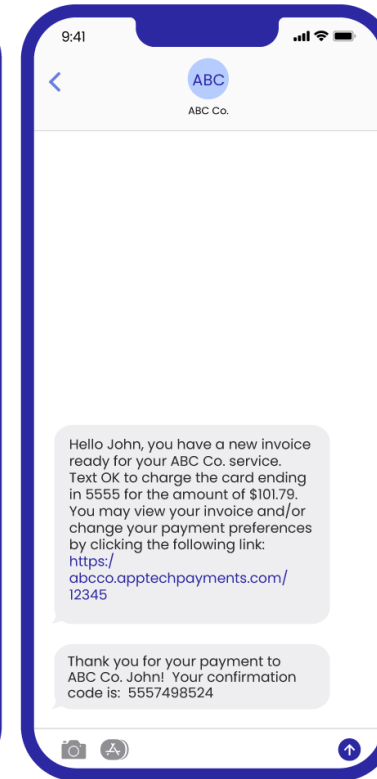 9:41
ABC
ABC Co.
Hello John, you have a new invoice
ready for your ABC Co. service.
Text OK to charge the card ending
in 5555 for the amount of $101.79.
You may view your invoice and/or
change your payment preferences
by clicking the following link:
https:/
abcco.apptechpayments.com/
12345
Thank you for your payment to
ABC Co. John!  Your confirmation
code is:  5557498524